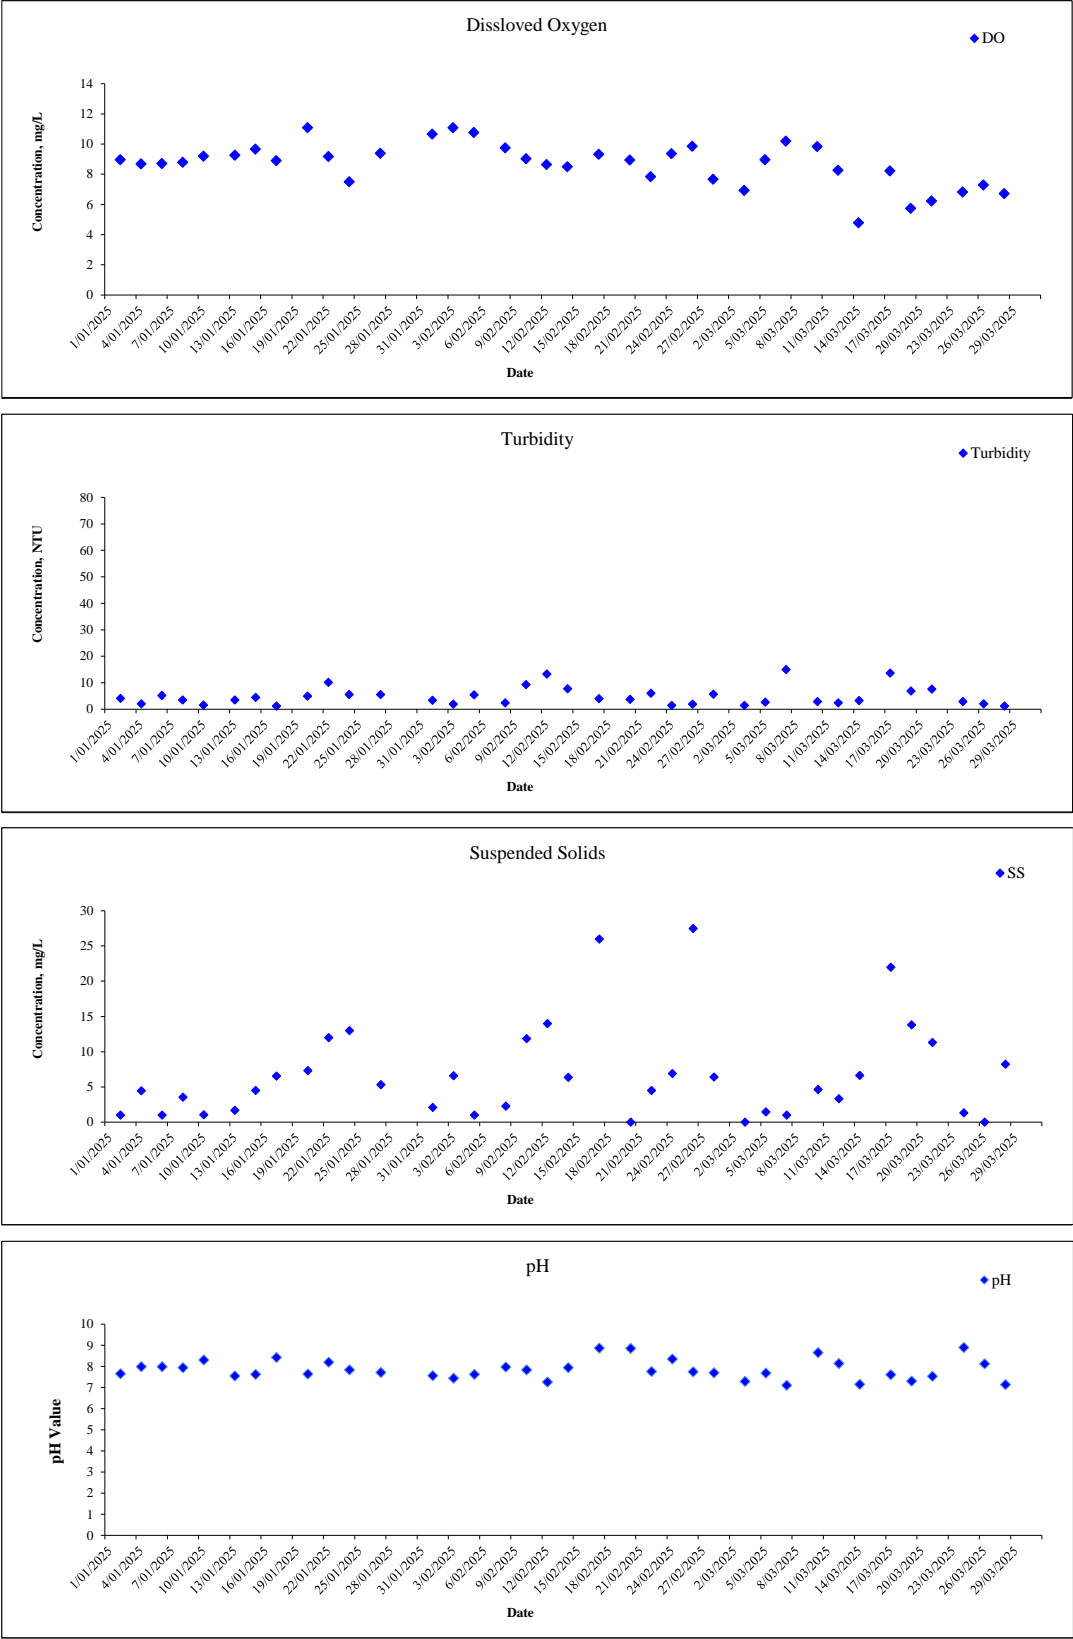 Dissloved Oxygen
DO
Concentration, mg/L
14
12
10
8
6
4
2
0
1/01/2025 4/01/2025 7/01/2025 10/01/2025 13/01/2025 16/01/2025 19/01/2025 22/01/2025 25/01/2025 28/01/2025 31/01/2025 3/02/2025 6/02/2025 9/02/2025 12/02/2025 15/02/2025 18/02/2025 21/02/2025 24/02/2025 27/02/2025 2/03/2025 5/03/2025 8/03/2025 11/03/2025 14/03/2025 17/03/2025 20/03/2025 23/03/2025 26/03/2025 29/03/2025
Date
Turbidity
Turbidity
Concentration, NTU
80
70
60
50
40
30
20
10
0
1/01/2025 4/01/2025 7/01/2025 10/01/2025 13/01/2025 16/01/2025 19/01/2025 22/01/2025 25/01/2025 28/01/2025 31/01/2025 3/02/2025 6/02/2025 9/02/2025 12/02/2025 15/02/2025 18/02/2025 21/02/2025 24/02/2025 27/02/2025 2/03/2025 5/03/2025 8/03/2025 11/03/2025 14/03/2025 17/03/2025 20/03/2025 23/03/2025 26/03/2025 29/03/2025
Date
Suspended Solids
SS
Concentration, mg/L
30
25
20
15
10
5
0
1/01/2025 4/01/2025 7/01/2025 10/01/2025 13/01/2025 16/01/2025 19/01/2025 22/01/2025 25/01/2025 28/01/2025 31/01/2025 3/02/2025 6/02/2025 9/02/2025 12/02/2025 15/02/2025 18/02/2025 21/02/2025 24/02/2025 27/02/2025 2/03/2025 5/03/2025 8/03/2025 11/03/2025 14/03/2025 17/03/2025 20/03/2025 23/03/2025 26/03/2025 29/03/2025
Date
pH
pH
pH Value
10
9
8
7
6
5
4
3
2
1
0
1/01/2025 4/01/2025 7/01/2025 10/01/2025 13/01/2025 16/01/2025 19/01/2025 22/01/2025 25/01/2025 28/01/2025 31/01/2025 3/02/2025 6/02/2025 9/02/2025 12/02/2025 15/02/2025 18/02/2025 21/02/2025 24/02/2025 27/02/2025 2/03/2025 5/03/2025 8/03/2025 11/03/2025 14/03/2025 17/03/2025 20/03/2025 23/03/2025 26/03/2025 29/03/2025
Date